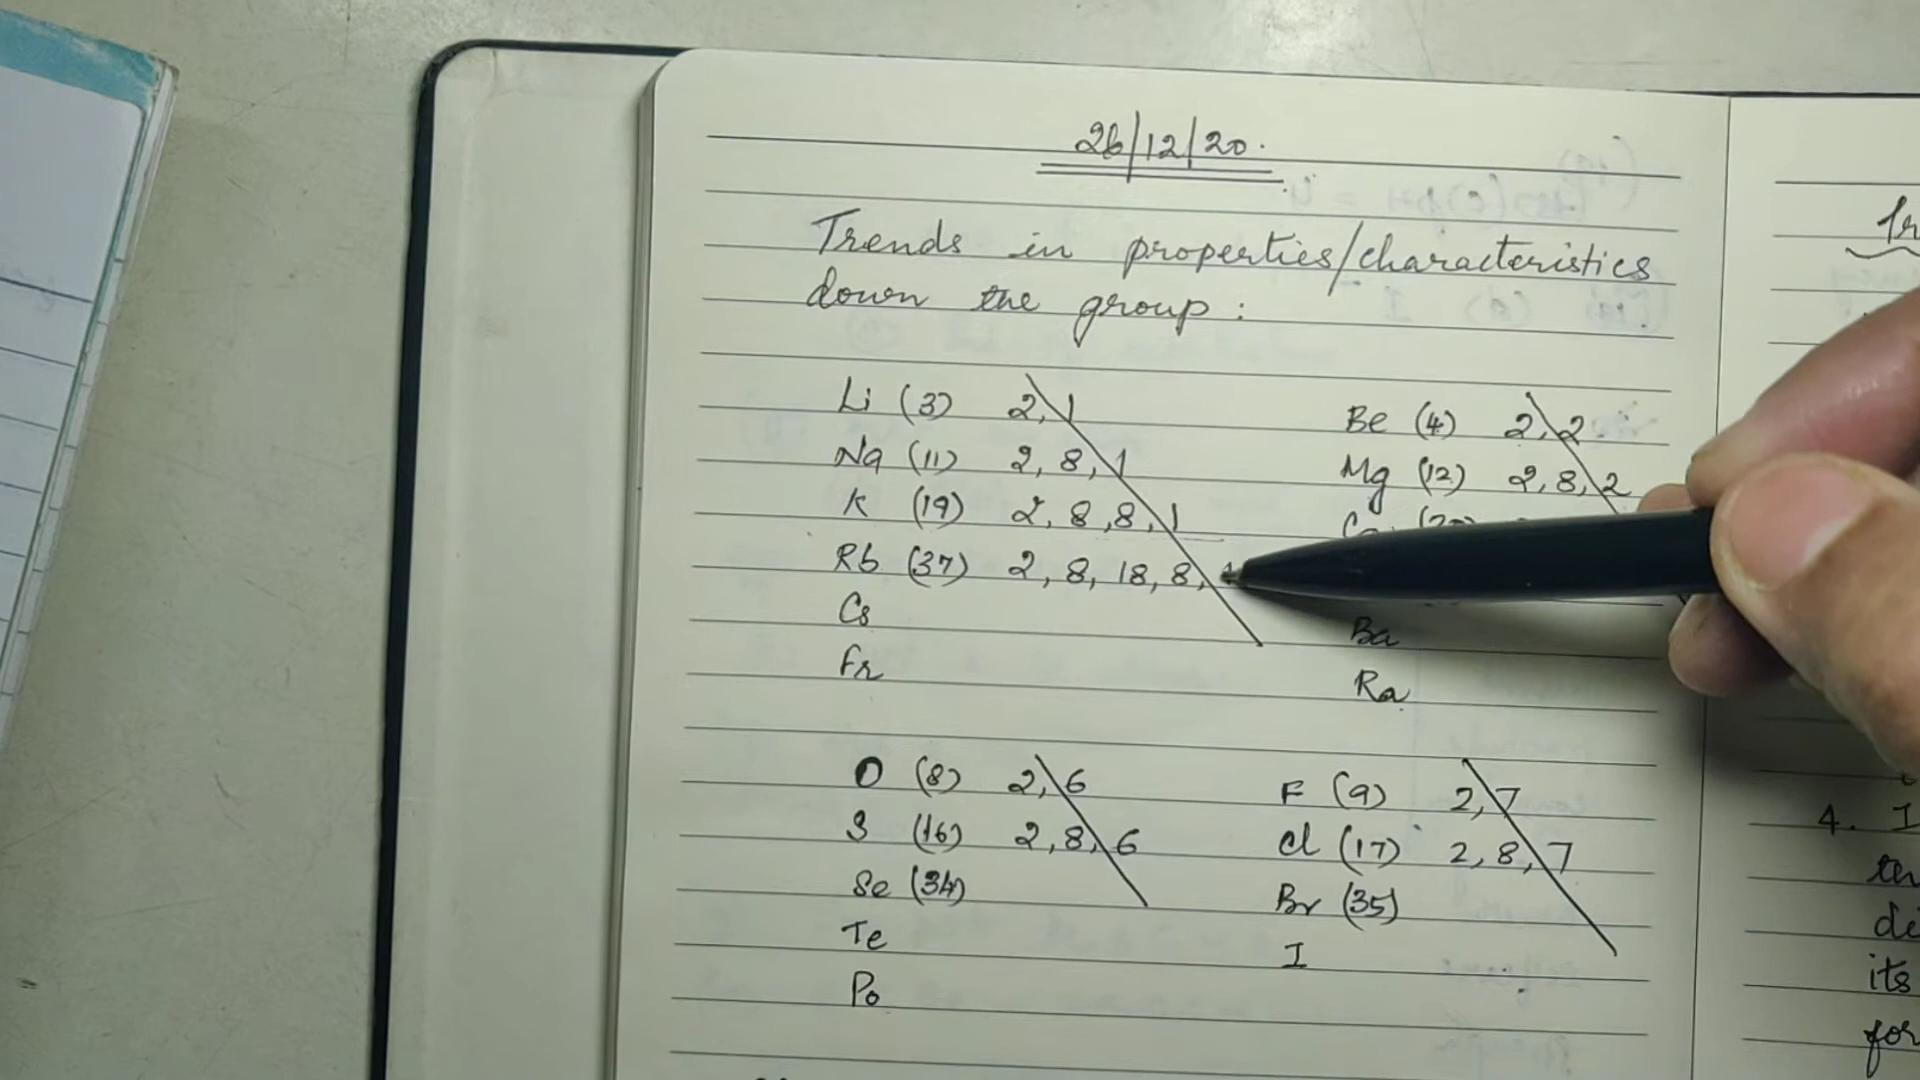 26/12/20.
Trends in properties/characteristics
down the group :
Li (3) 2, 1
Na (11) 2, 8, 1
K (19) 2, 8, 8, 1
Rb (37) 2, 8, 18, 8,
Cs
Fr
Be (4) 2, 2
Mg (12) 2, 8, 2
Ba
Ra
O (8) 2, 6
S (16) 2, 8, 6
Se (34)
Te
Po
F (9) 2, 7
Cl (17) 2, 8, 7
Br (35)
I
4. I
its
for